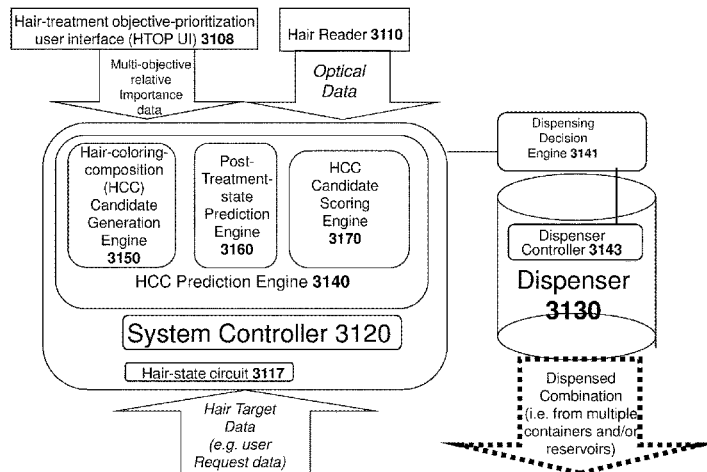 Hair-treatment objective-prioritization
user interface (HTOP UI) 3108
Hair Reader 3110
Multi-objective
relative
Importance
data
Optical
Data
Dispensing
Decision
Engine 3141
Hair-coloring-
composition
(HCC)
Candidate
Generation
Engine
3150
Post-
Treatment-
state
Prediction
Engine
3160
HCC
Candidate
Scoring
Engine
3170
HCC Prediction Engine 3140
Dispenser
Controller 3143
Dispenser
3130
System Controller 3120
Hair-state circuit 3117
Hair Target
Data
(e.g. user
Request data)
Dispensed
Combination
(i.e. from multiple
containers and/or
reservoirs)